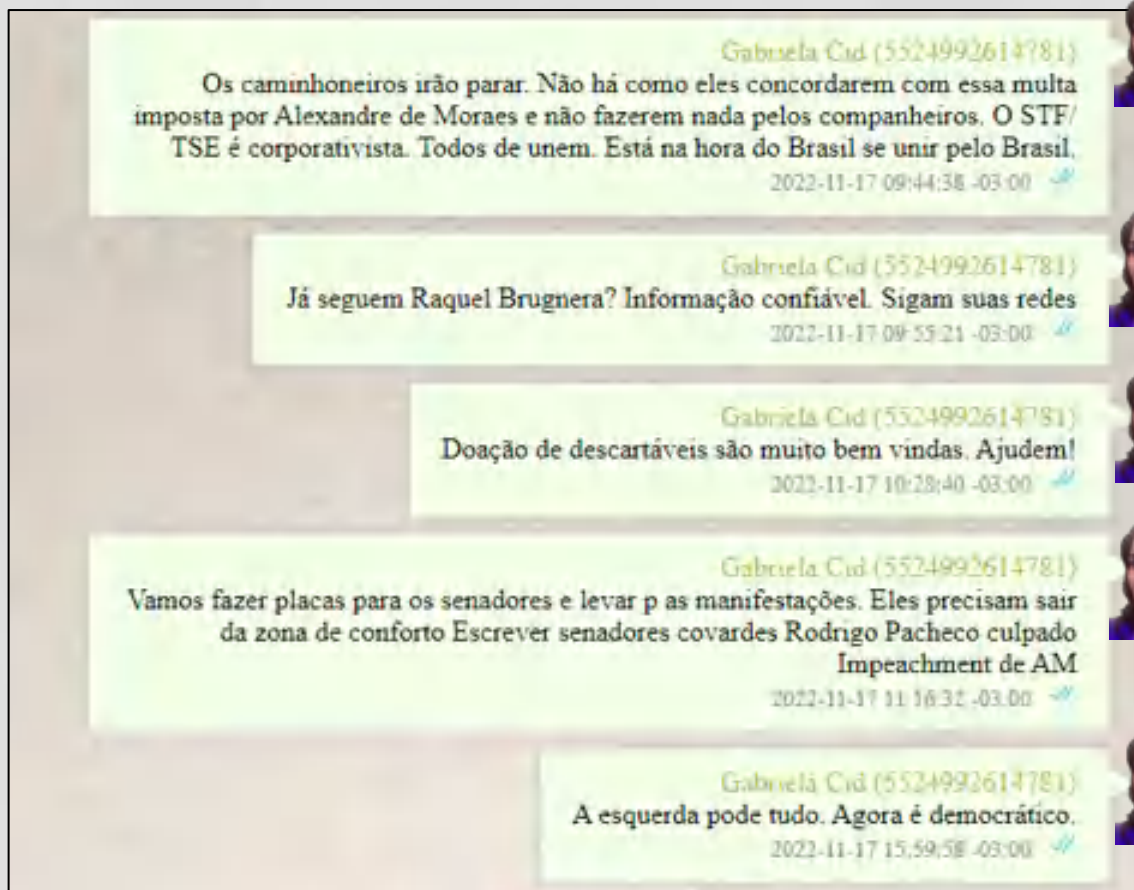 Gabriela Cid (5524992614781)
Os caminhoneiros irão parar. Não há como eles concordarem com essa multa
imposta por Alexandre de Moraes e não fazerem nada pelos companheiros. O STF/
TSE é corporativista. Todos de unem. Está na hora do Brasil se unir pelo Brasil.
2022-11-17 09:44:38 -03:00
Gabriela Cid (5524992614781)
Já seguem Raquel Brugnera? Informação confiável. Sigam suas redes
2022-11-17 09:55:21 -03:00
Gabriela Cid (5524992614781)
Doação de descartáveis são muito bem vindas. Ajudem!
2022-11-17 10:28:40 -03:00
Gabriela Cid (5524992614781)
Vamos fazer placas para os senadores e levar p as manifestações. Eles precisam sair
da zona de conforto Escrever senadores covardes Rodrigo Pacheco culpado
Impeachment de AM
2022-11-17 11:16:32 -03:00
Gabriela Cid (5524992614781)
A esquerda pode tudo. Agora é democrático.
2022-11-17 15:59:58 -03:00